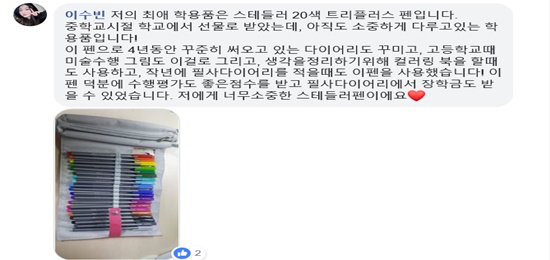 이수빈 저의 최애 학용품은 스테들러 20색 트리플러스 펜입니다.
중학교시절 학교에서 선물로 받았는데, 아직도 소중하게 다루고있는 학
용품입니다!
이 펜으로 4년동안 꾸준히 써오고 있는 다이어리도 꾸미고, 고등학교때
미술수행 그림도 이걸로 그리고, 생각을정리하기위해 컬러링 북을 할때
도 사용하고, 작년에 필사다이어리를 적을때도 이펜을 사용했습니다! 이
펜 덕분에 수행평가도 좋은점수를 받고 필사다이어리에서 장학금도 받
을 수 있었습니다. 저에게 너무소중한 스테들러펜이에요❤️
2